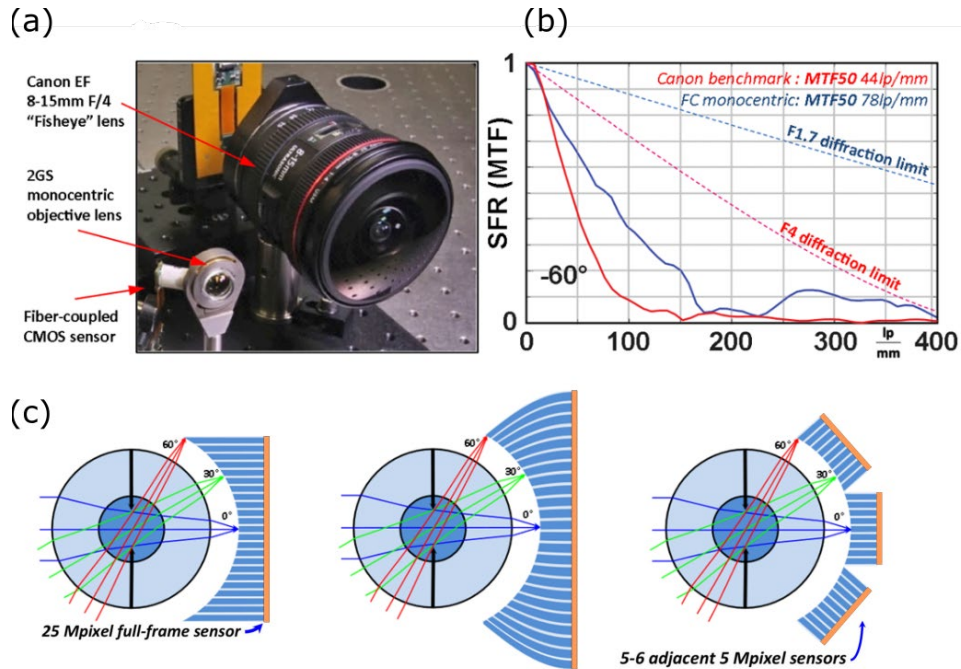 (a)
Canon EF
8-15mm F/4
“Fisheye” lens
2GS
monocentric
objective lens
Fiber-coupled
CMOS sensor
8-15mm
(b)
SFR (MTF)
1
0
Canon benchmark : MTF50 44lp/mm
FC monocentric: MTF50 78lp/mm
F1.7 diffraction limit
F4 diffraction limit
-60°
0 100 200 300 lp/mm 400
(c)
60°
30°
0°
25 Mpixel full-frame sensor
60°
30°
0°
60°
30°
0°
5-6 adjacent 5 Mpixel sensors